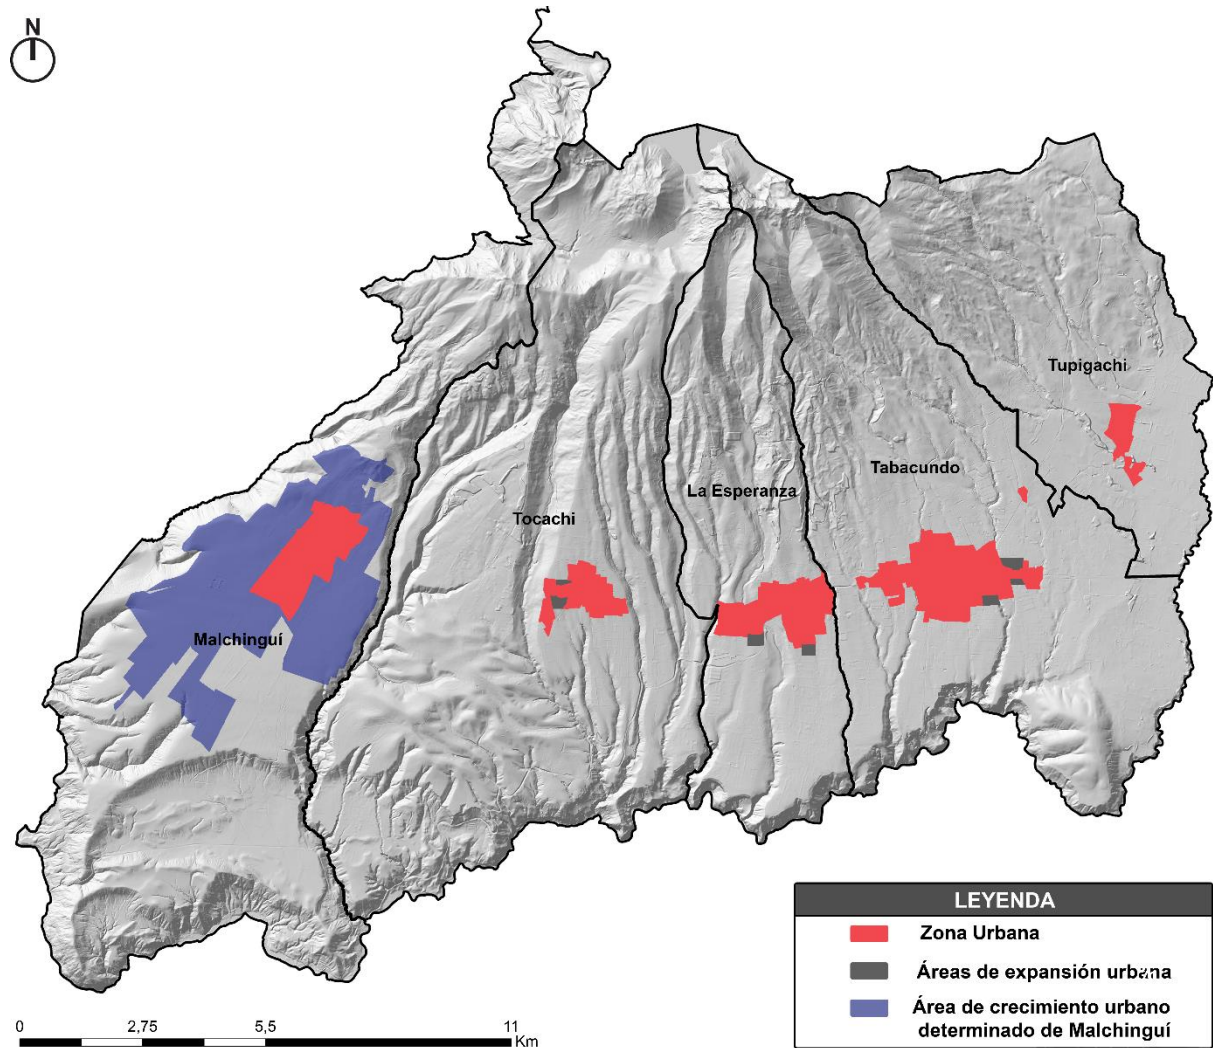 N
Tupigachi
Tabacundo
La Esperanza
Tocachi
Malchinguí
LEYENDA
Zona Urbana
Áreas de expansión urbana
Área de crecimiento urbano
determinado de Malchinguí
0 2,75 5,5 11
Km